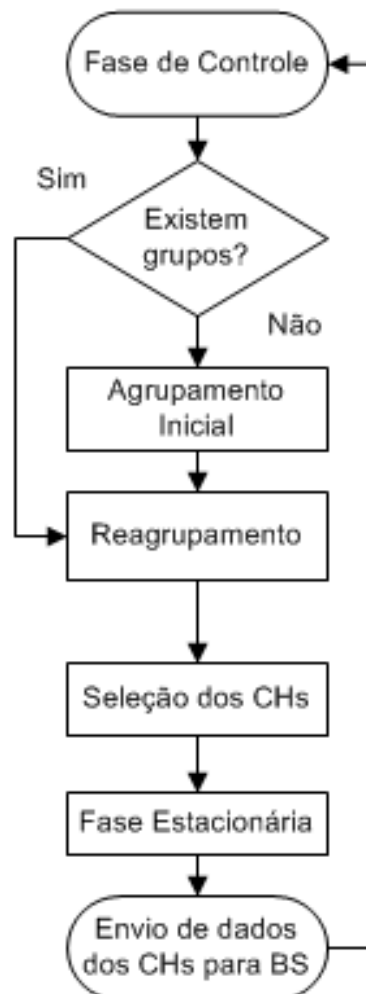 Fase de Controle
Sim
Existem
grupos?
Não
Agrupamento
Inicial
Reagrupamento
Seleção dos CHs
Fase Estacionária
Envio de dados
dos CHs para BS